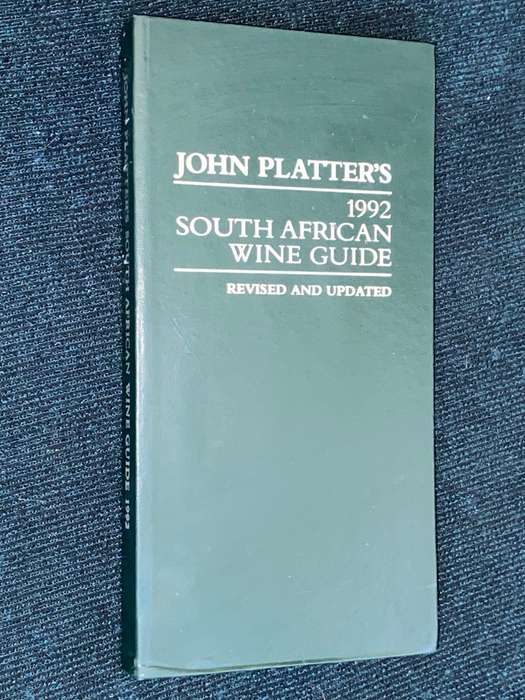 JOHN PLATTER'S
1992
SOUTH AFRICAN
WINE GUIDE
REVISED AND UPDATED
JOHN PLATTER'S SOUTH AFRICAN WINE GUIDE 1992